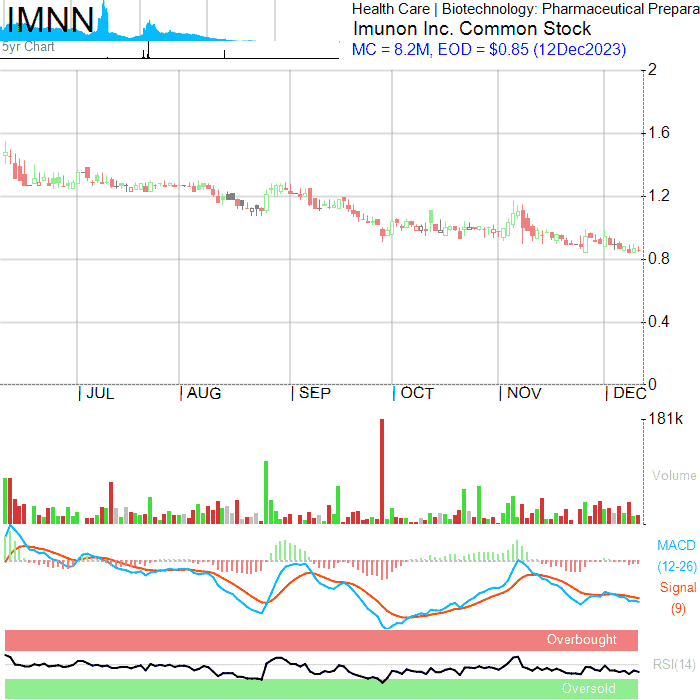 IMNN
5yr Chart
Health Care | Biotechnology: Pharmaceutical Prepara
Imunon Inc. Common Stock
MC = 8.2M, EOD = $0.85 (12Dec2023)
2
1.6
1.2
0.8
0.4
0
JUL
AUG
SEP
OCT
NOV
DEC
181k
Volume
MACD
(12-26)
Signal
(9)
Overbought
RSI(14)
Oversold